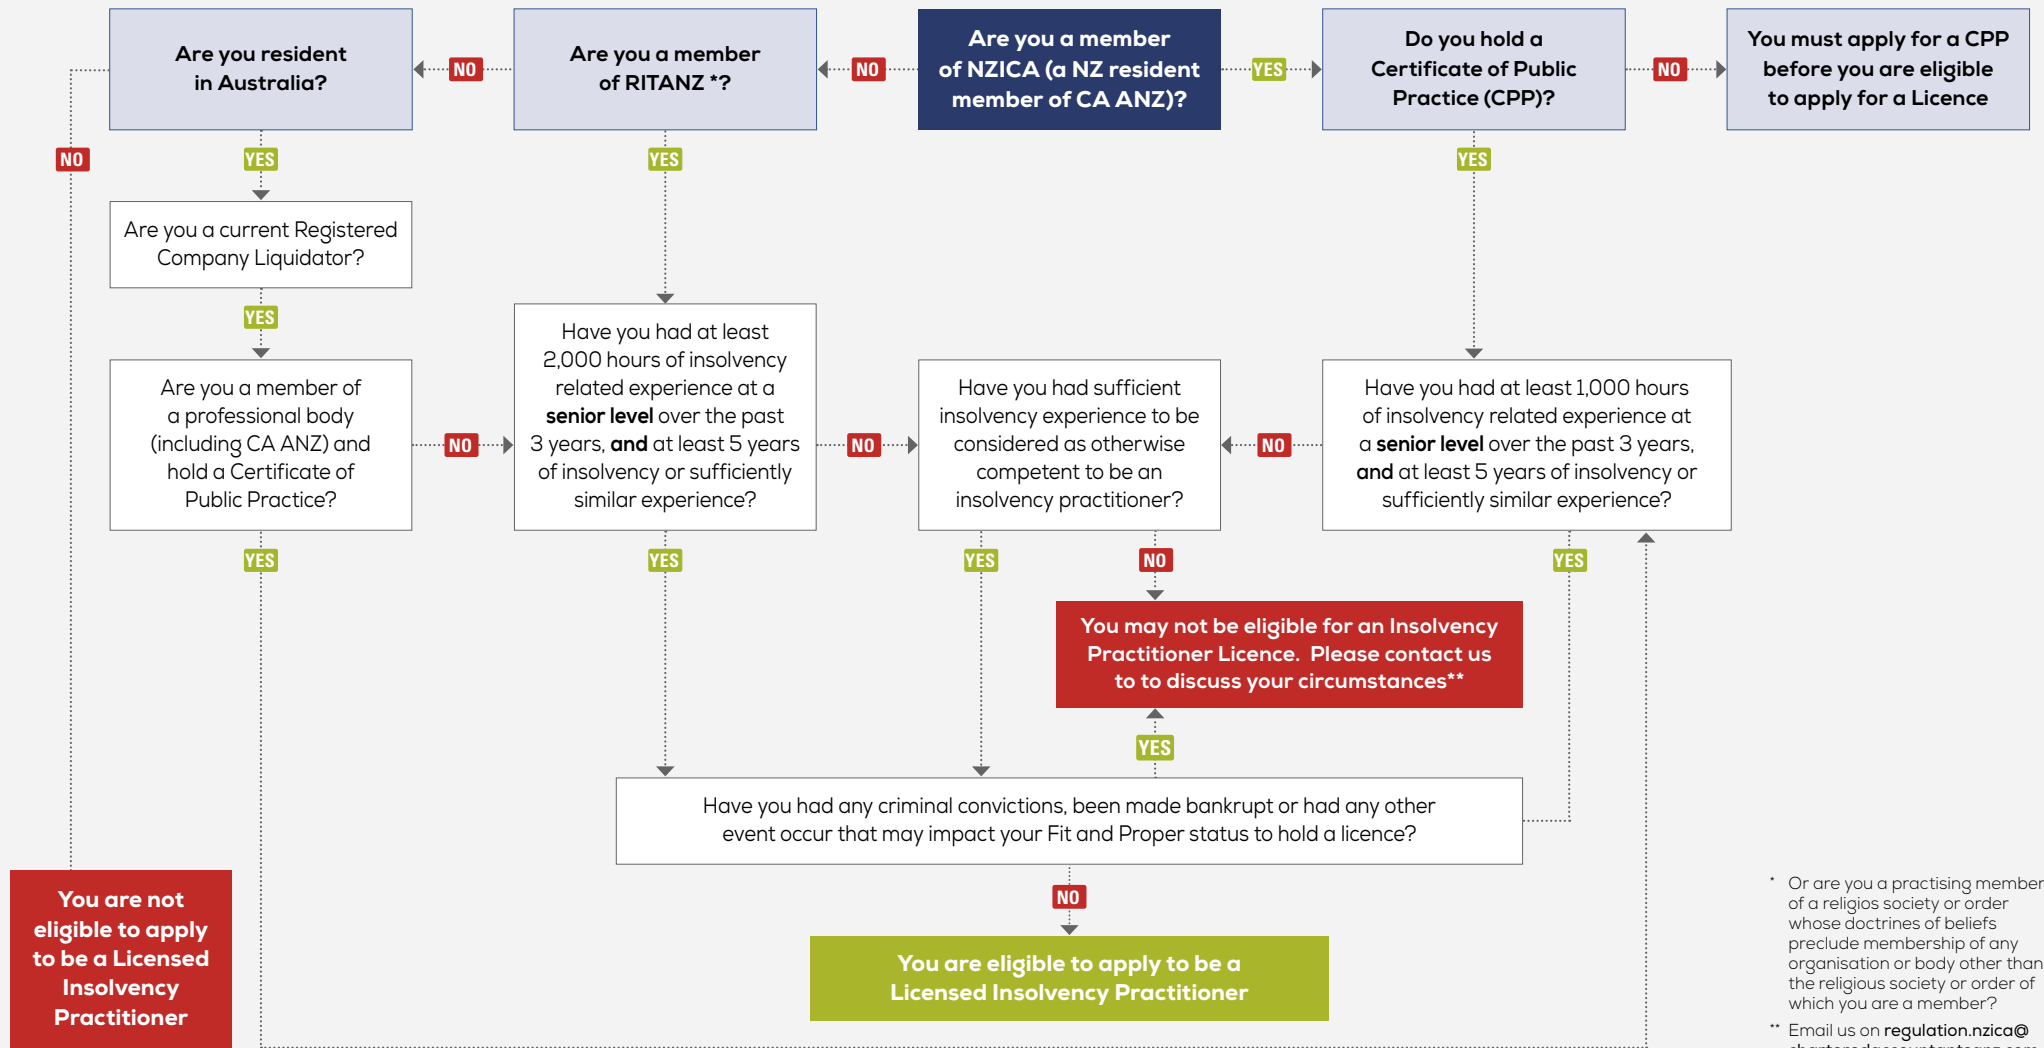 Are you resident
in Australia?
NO
Are you a member
of RITANZ *?
NO
Are you a member
of NZICA (a NZ resident
member of CA ANZ)?
YES
Do you hold a
Certificate of Public
Practice (CPP)?
NO
You must apply for a CPP
before you are eligible
to apply for a Licence
NO
YES
YES
YES
Are you a current Registered
Company Liquidator?
YES
Are you a member of
a professional body
(including CA ANZ) and
hold a Certificate of
Public Practice?
NO
Have you had at least
2,000 hours of insolvency
related experience at a
senior level over the past
3 years, and at least 5 years
of insolvency or sufficiently
similar experience?
NO
Have you had sufficient
insolvency experience to be
considered as otherwise
competent to be an
insolvency practitioner?
NO
Have you had at least 1,000 hours
of insolvency related experience at
a senior level over the past 3 years,
and at least 5 years of insolvency or
sufficiently similar experience?
YES
YES
YES
NO
YES
You may not be eligible for an Insolvency
Practitioner Licence. Please contact us
to to discuss your circumstances**
YES
Have you had any criminal convictions, been made bankrupt or had any other
event occur that may impact your Fit and Proper status to hold a licence?
NO
You are not
eligible to apply
to be a Licensed
Insolvency
Practitioner
You are eligible to apply to be a
Licensed Insolvency Practitioner
* Or are you a practising member
of a religios society or order
whose doctrines of beliefs
preclude membership of any
organisation or body other than
the religious society or order of
which you are a member?
** Email us on regulation.nzica@
charteredaccountantsanz.com